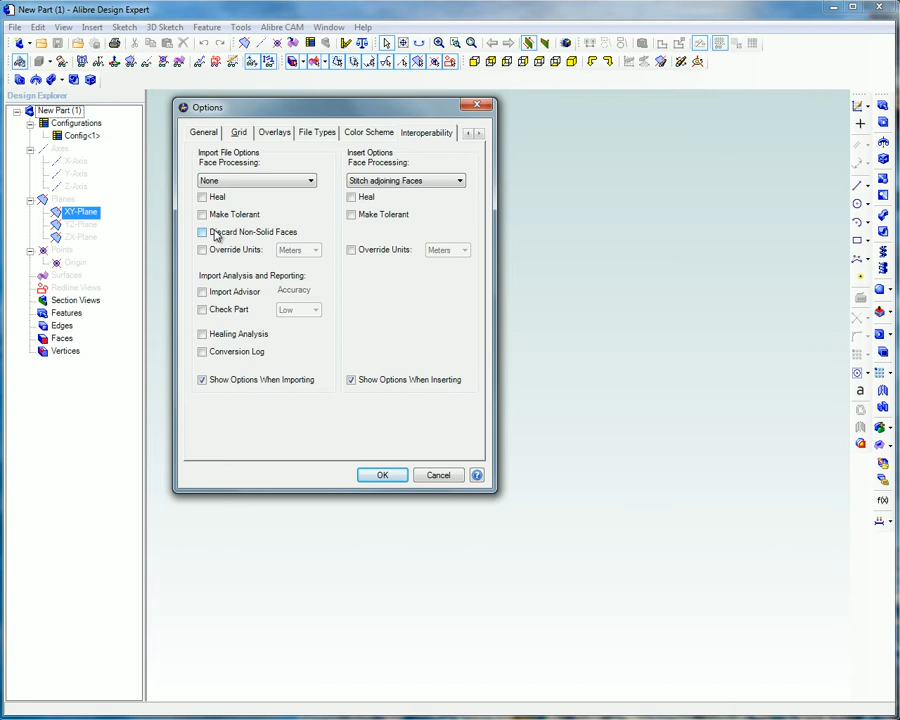 New Part (1) - Alibre Design Expert
File Edit View Insert Sketch 3D Sketch Feature Tools Alibre CAM Window Help
Design Explorer
New Part (1)
Configurations
Config<1>
Axes
X-Axis
Y-Axis
Z-Axis
Planes
XY-Plane
YZ-Plane
ZX-Plane
Points
Origin
Surfaces
Redline Views
Section Views
Features
Edges
Faces
Vertices
Options
General Grid Overlays File Types Color Scheme Interoperability
Import File Options
Face Processing:
None
Heal
Make Tolerant
Discard Non-Solid Faces
Override Units: Meters
Import Analysis and Reporting:
Import Advisor Accuracy
Check Part Low
Healing Analysis
Conversion Log
Show Options When Importing
Insert Options
Face Processing:
Stitch adjoining Faces
Heal
Make Tolerant
Override Units: Meters
Show Options When Inserting
OK Cancel
a
f(x)